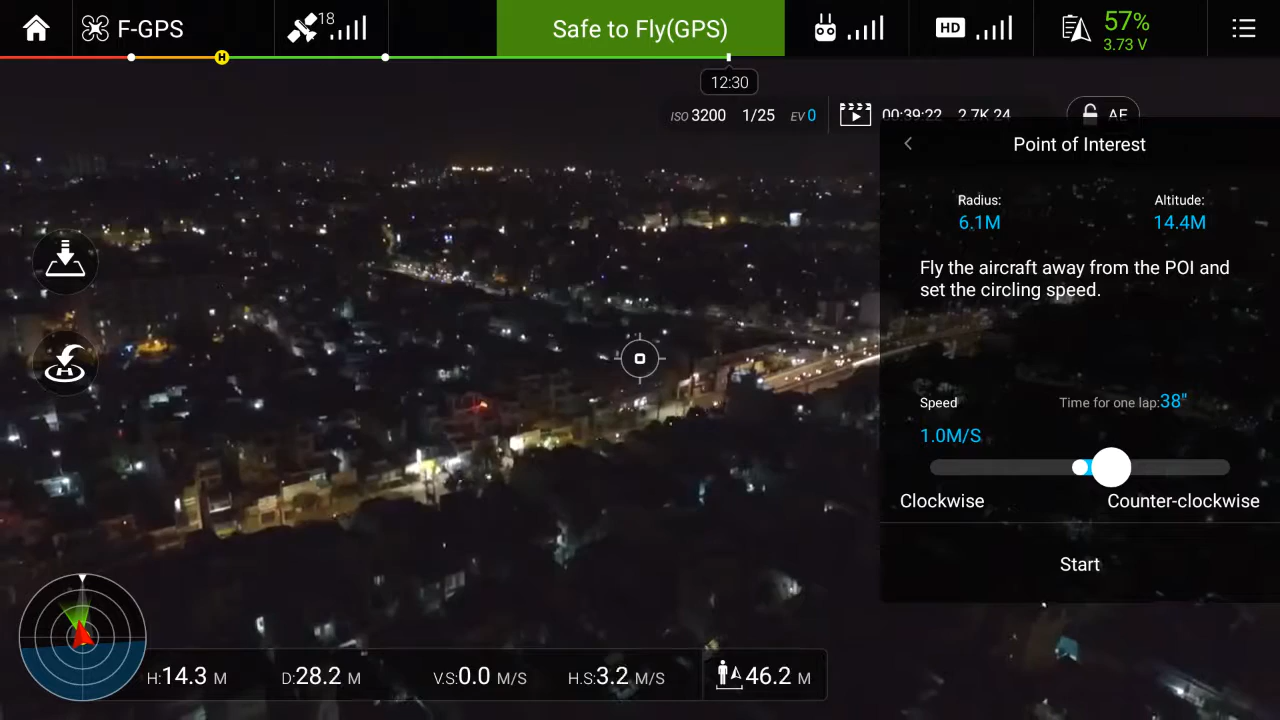 F-GPS
18
Safe to Fly(GPS)
HD
57%
3.73 V
H
12:30
ISO 3200 1/25 EV 0
00:39:22 2.7K 24
AE
Point of Interest
Radius:
6.1M
Altitude:
14.4M
Fly the aircraft away from the POI and
set the circling speed.
Speed
Time for one lap:38"
1.0M/S
Clockwise
Counter-clockwise
Start
H:14.3 M
D:28.2 M
V.S:0.0 M/S
H.S:3.2 M/S
46.2 M